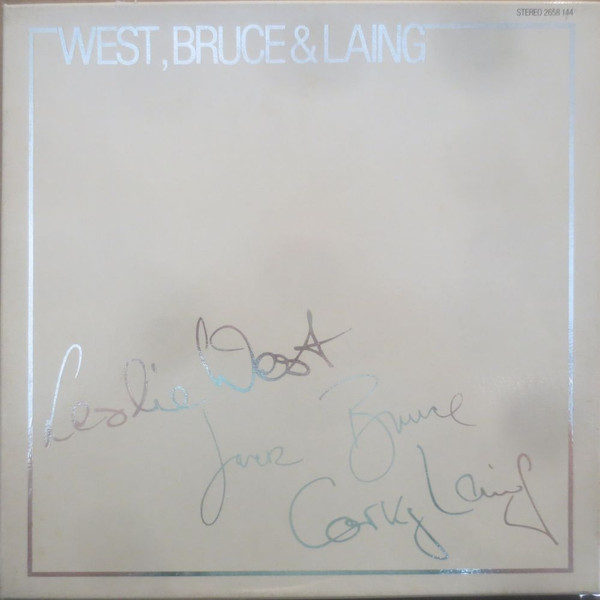 STEREO 2658 144
WEST, BRUCE & LAING
Leslie West
Jack Bruce
Corky Laing